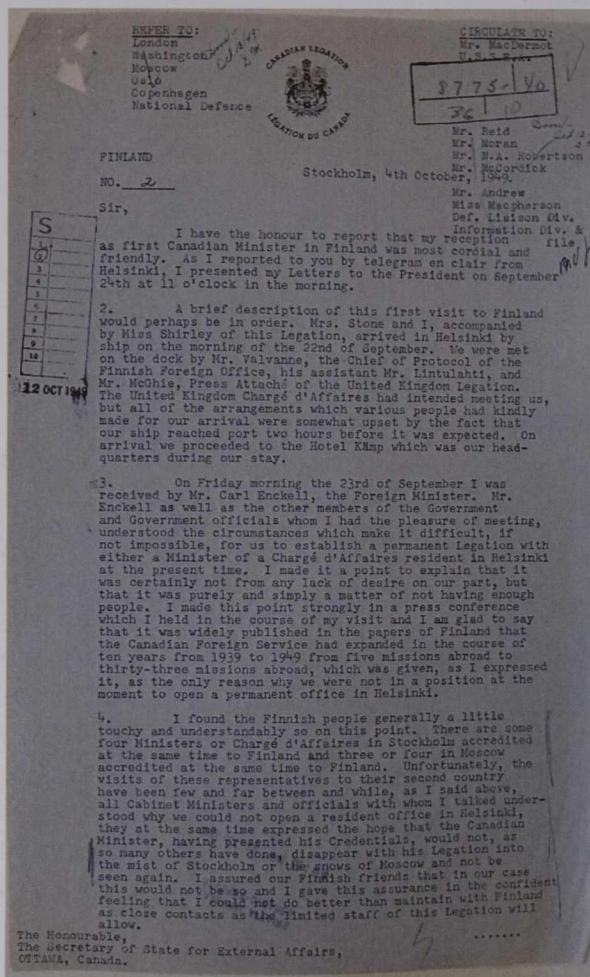 REFER TO:
London
Washington
Moscow
Oslo
Copenhagen
National Defence
CANADIAN LEGATION
LÉGATION DU CANADA
CIRCULATE TO:
Mr. MacDermot
U.S.S.E.A.
8775-40
36 10
Mr. Reid
Mr. Moran
Mr. N.A. Robertson
Mr. McCordick
Mr. Andrew
Miss Macpherson
Def. Liaison Div.
Information Div. &
file
FINLAND
NO. 2
Stockholm, 4th October, 1949.
Sir,
I have the honour to report that my reception
as first Canadian Minister in Finland was most cordial and
friendly. As I reported to you by telegram en clair from
Helsinki, I presented my Letters to the President on September
24th at 11 o'clock in the morning.
S
1
2
3
4
5
6
7
8
9
10
12 OCT 1949
2. A brief description of this first visit to Finland
would perhaps be in order. Mrs. Stone and I, accompanied
by Miss Shirley of this Legation, arrived in Helsinki by
ship on the morning of the 22nd of September. We were met
on the dock by Mr. Valvanne, the Chief of Protocol of the
Finnish Foreign Office, his assistant Mr. Lintulahti, and
Mr. McGhie, Press Attaché of the United Kingdom Legation.
The United Kingdom Chargé d'Affaires had intended meeting us,
but all of the arrangements which various people had kindly
made for our arrival were somewhat upset by the fact that
our ship reached port two hours before it was expected. On
arrival we proceeded to the Hotel Kämp which was our head-
quarters during our stay.
3. On Friday morning the 23rd of September I was
received by Mr. Carl Enckell, the Foreign Minister. Mr.
Enckell as well as the other members of the Government
and Government officials whom I had the pleasure of meeting,
understood the circumstances which make it difficult, if
not impossible, for us to establish a permanent Legation with
either a Minister of a Chargé d'Affaires resident in Helsinki
at the present time. I made it a point to explain that it
was certainly not from any lack of desire on our part, but
that it was purely and simply a matter of not having enough
people. I made this point strongly in a press conference
which I held in the course of my visit and I am glad to say
that it was widely published in the papers of Finland that
the Canadian Foreign Service had expanded in the course of
ten years from 1939 to 1949 from five missions abroad to
thirty-three missions abroad, which was given, as I expressed
it, as the only reason why we were not in a position at the
moment to open a permanent office in Helsinki.
4. I found the Finnish people generally a little
touchy and understandably so on this point. There are some
four Ministers or Chargé d'Affaires in Stockholm accredited
at the same time to Finland and three or four in Moscow
accredited at the same time to Finland. Unfortunately, the
visits of these representatives to their second country
have been few and far between and while, as I said above,
all Cabinet Ministers and officials with whom I talked under-
stood why we could not open a resident office in Helsinki,
they at the same time expressed the hope that the Canadian
Minister, having presented his Credentials, would not, as
so many others have done, disappear with his Legation into
the mist of Stockholm or the snows of Moscow and not be
seen again. I assured our Finnish friends that in our case
this would not be so and I gave this assurance in the confident
feeling that I could not do better than maintain with Finland
as close contacts as the limited staff of this Legation will
allow.
.......
The Honourable,
The Secretary of State for External Affairs,
OTTAWA, Canada.